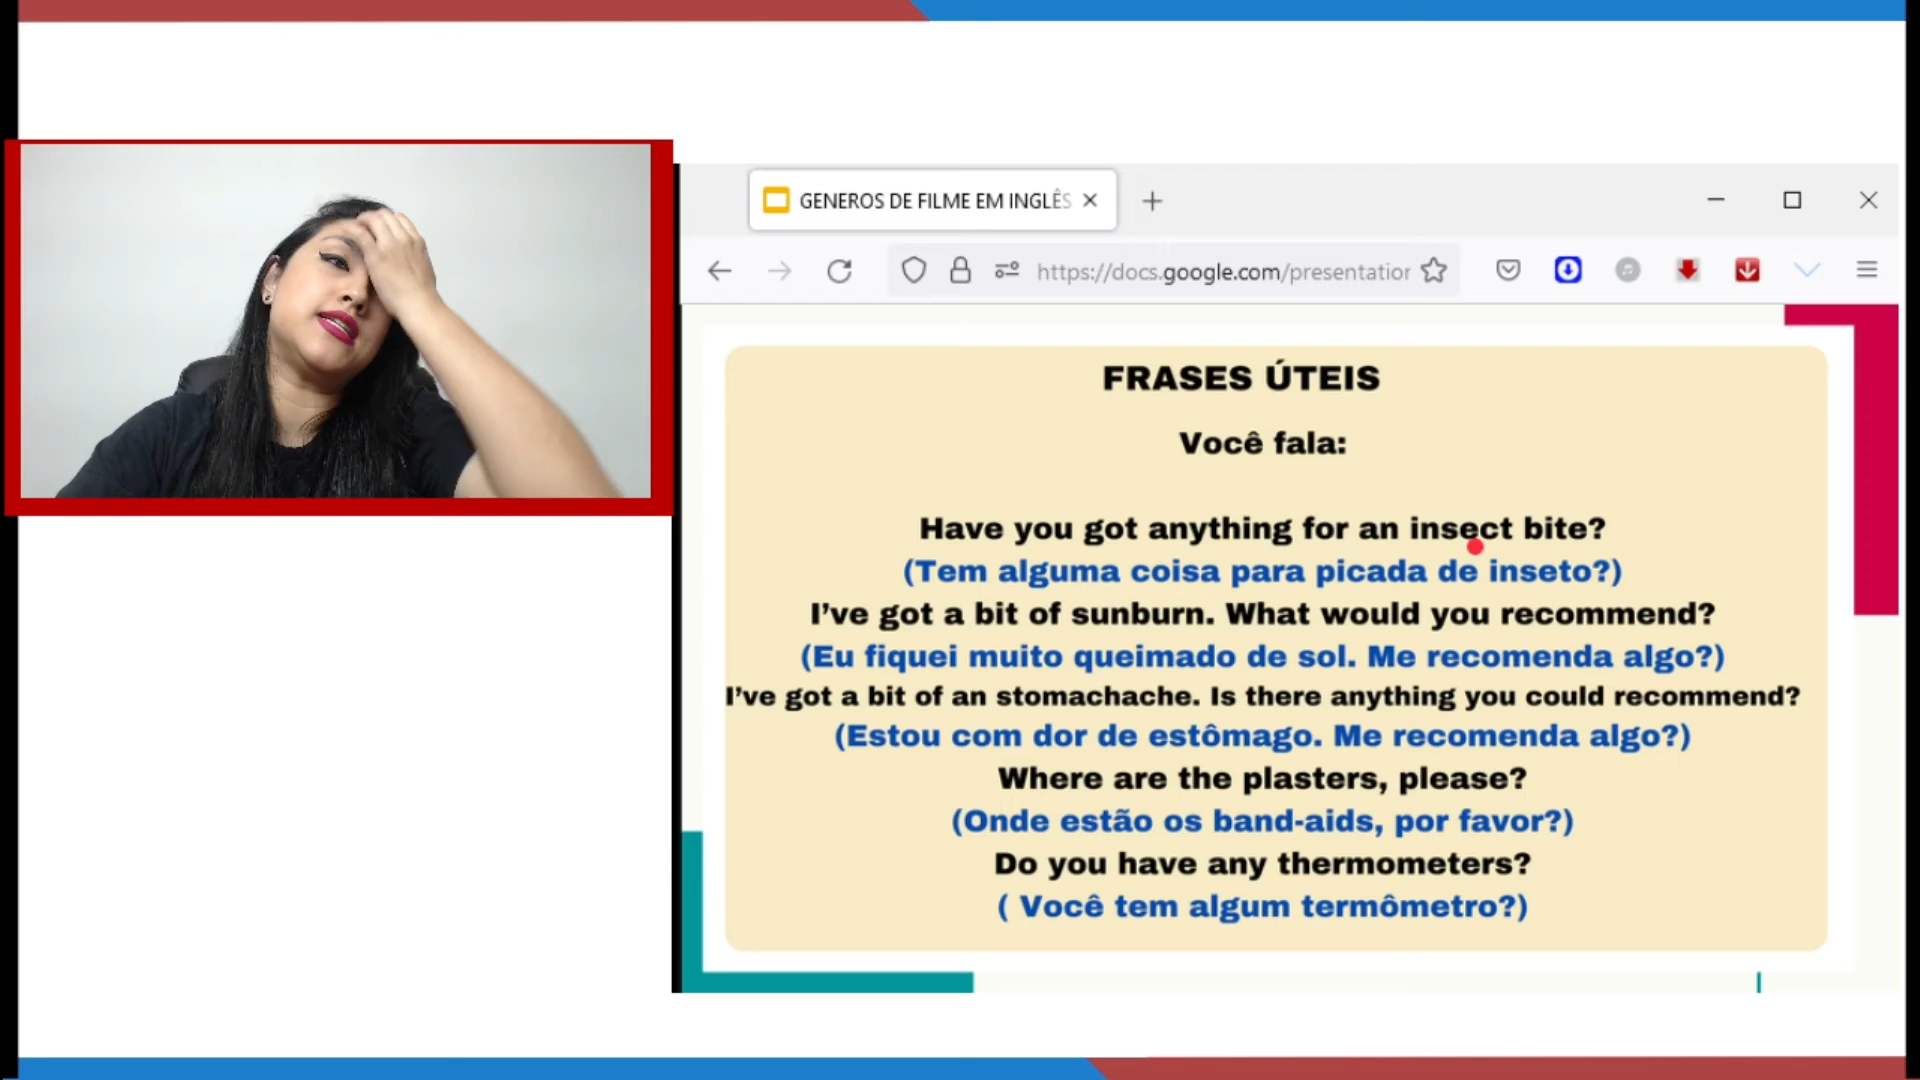 GENEROS DE FILME EM INGLÊS
https://docs.google.com/presentation
FRASES ÚTEIS
Você fala:
Have you got anything for an insect bite?
(Tem alguma coisa para picada de inseto?)
I've got a bit of sunburn. What would you recommend?
(Eu fiquei muito queimado de sol. Me recomenda algo?)
I've got a bit of an stomachache. Is there anything you could recommend?
(Estou com dor de estômago. Me recomenda algo?)
Where are the plasters, please?
(Onde estão os band-aids, por favor?)
Do you have any thermometers?
( Você tem algum termômetro?)